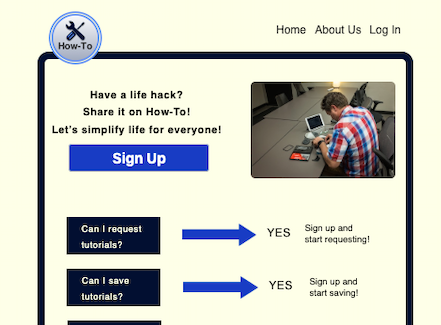 Home About Us Log In
How-To
Have a life hack?
Share it on How-To!
Let's simplify life for everyone!
Sign Up
Can I request
tutorials?
YES
Sign up and
start requesting!
Can I save
tutorials?
YES
Sign up and
start saving!